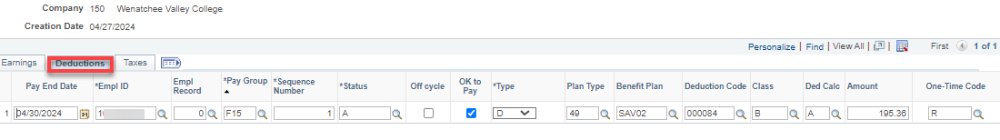 Company 150 Wenatchee Valley College
Creation Date 04/27/2024
Personalize | Find | View All | First 1 of 1
Earnings Deductions Taxes
Pay End Date *Empl ID Empl Record *Pay Group *Sequence Number *Status Off cycle OK to Pay *Type Plan Type Benefit Plan Deduction Code Class Ded Calc Amount One-Time Code
1 04/30/2024 31 0 F15 1 A D 49 SAV02 000084 B A 195.36 R